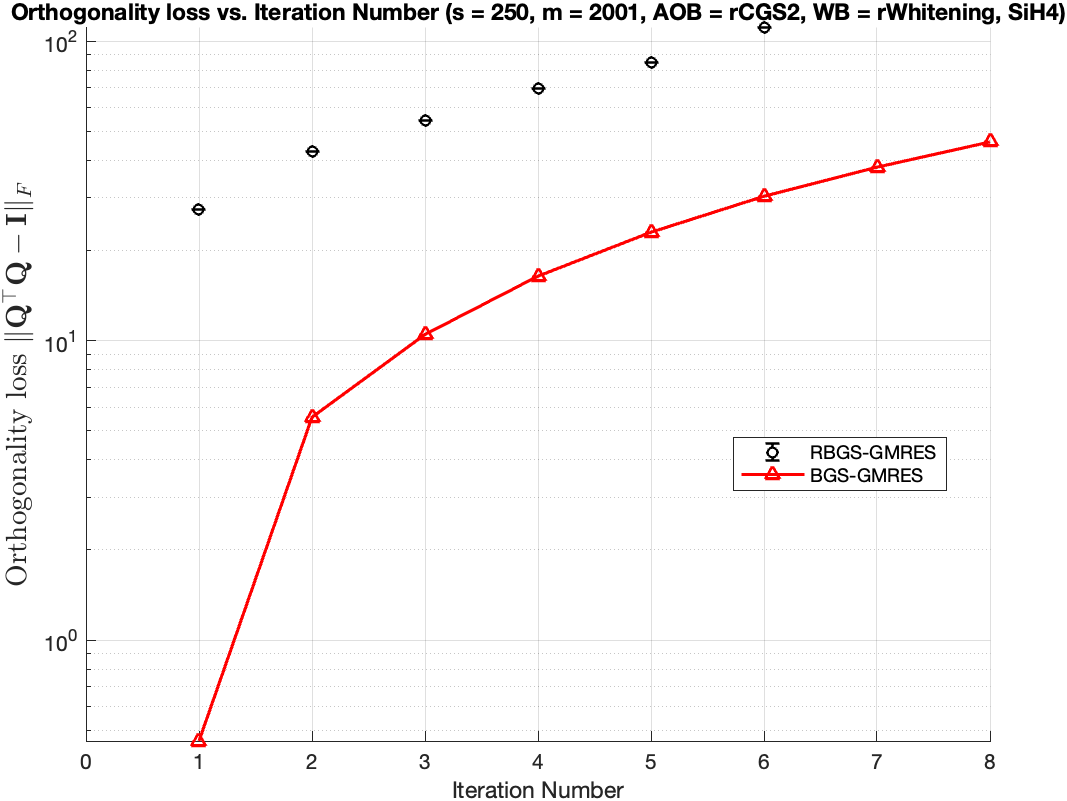 Orthogonality loss vs. Iteration Number (s = 250, m = 2001, AOB = rCGS2, WB = rWhitening, SiH4)
Orthogonality loss ‖Q⊤Q − I‖F
10²
10¹
10⁰
RBGS-GMRES
BGS-GMRES
0 1 2 3 4 5 6 7 8
Iteration Number